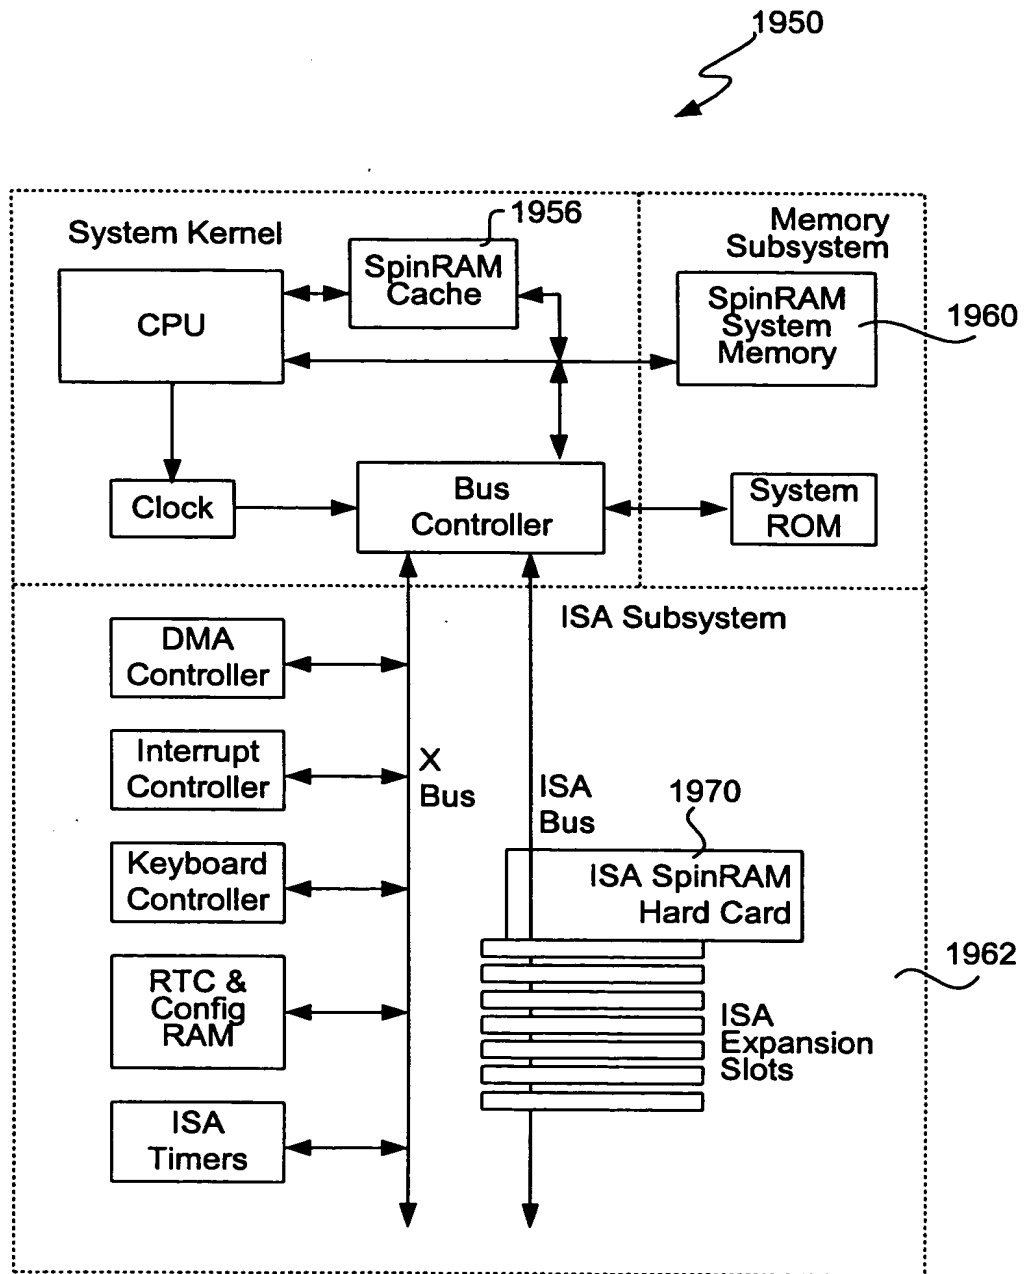 1950
System Kernel
1956
Memory
Subsystem
SpinRAM
Cache
CPU
SpinRAM
System
Memory
1960
Clock
Bus
Controller
System
ROM
ISA Subsystem
DMA
Controller
Interrupt
Controller
X
Bus
ISA
Bus
1970
Keyboard
Controller
ISA SpinRAM
Hard Card
1962
RTC &
Config
RAM
ISA
Expansion
Slots
ISA
Timers